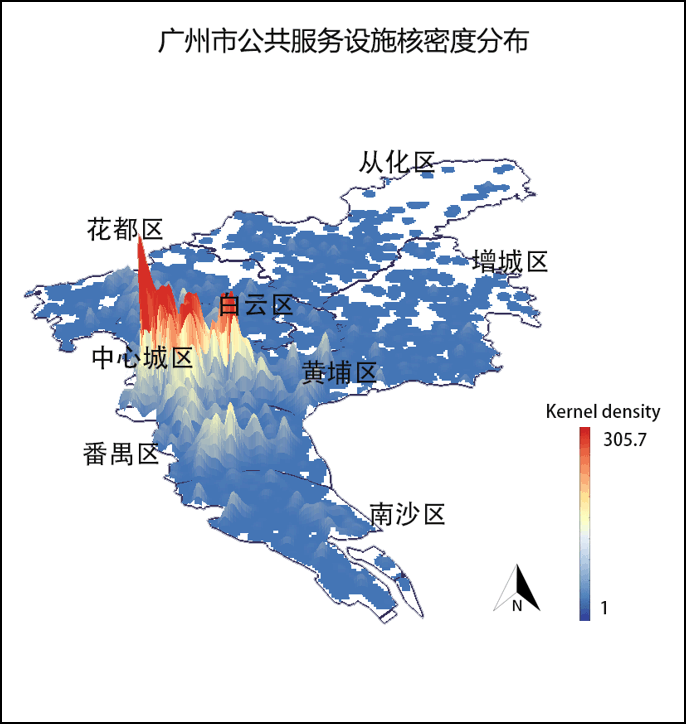 广州市公共服务设施核密度分布
从化区
花都区
增城区
白云区
中心城区
黄埔区
Kernel density
305.7
番禺区
南沙区
N
1